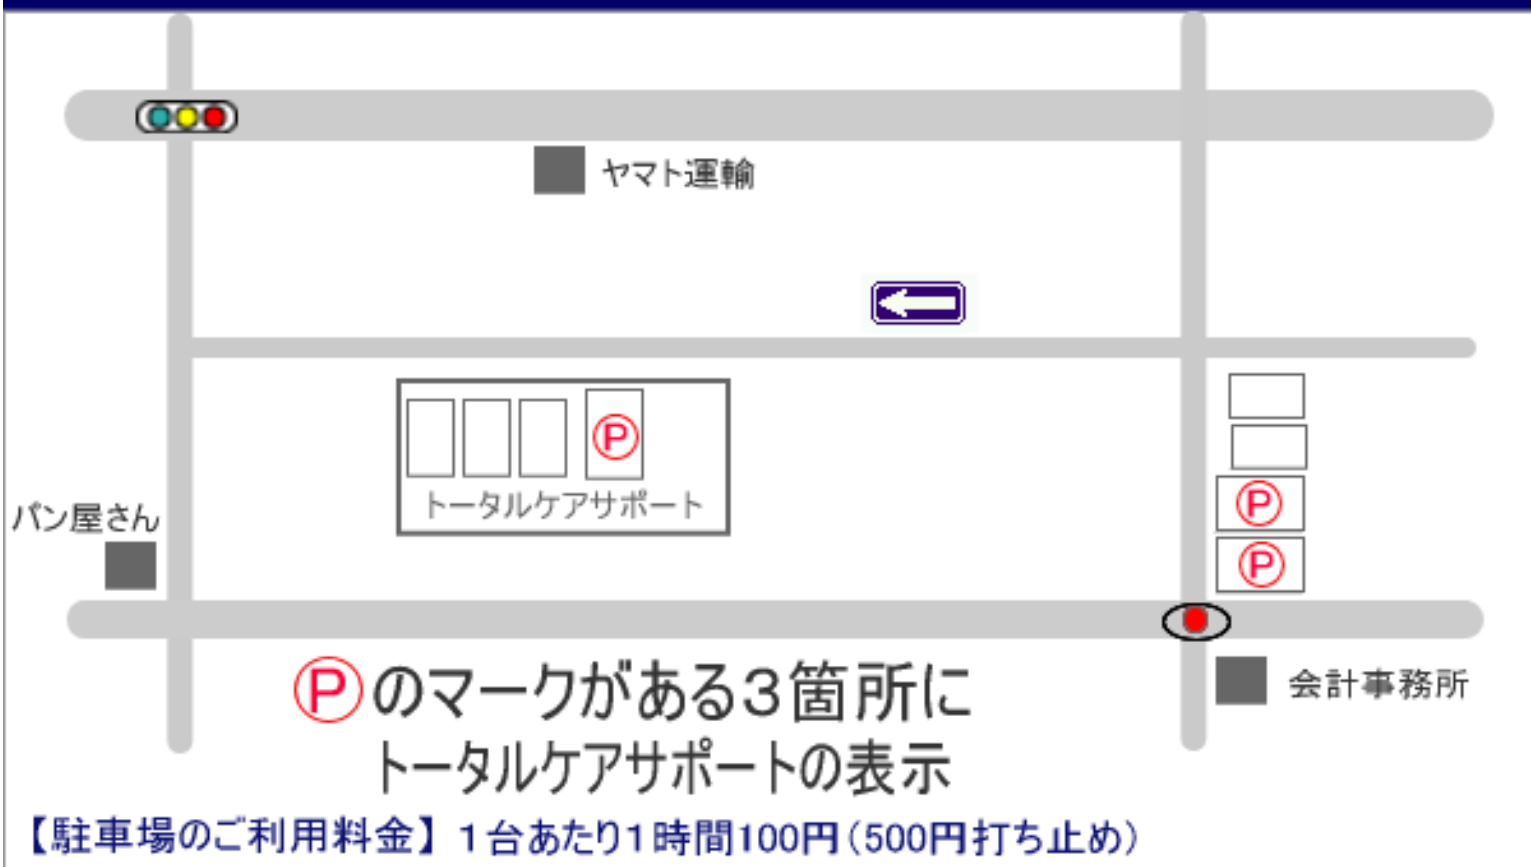 ヤマト運輸
P
トータルケアサポート
P
P
パン屋さん
Pのマークがある3箇所に
トータルケアサポートの表示
会計事務所
【駐車場のご利用料金】1台あたり1時間100円(500円打ち止め)